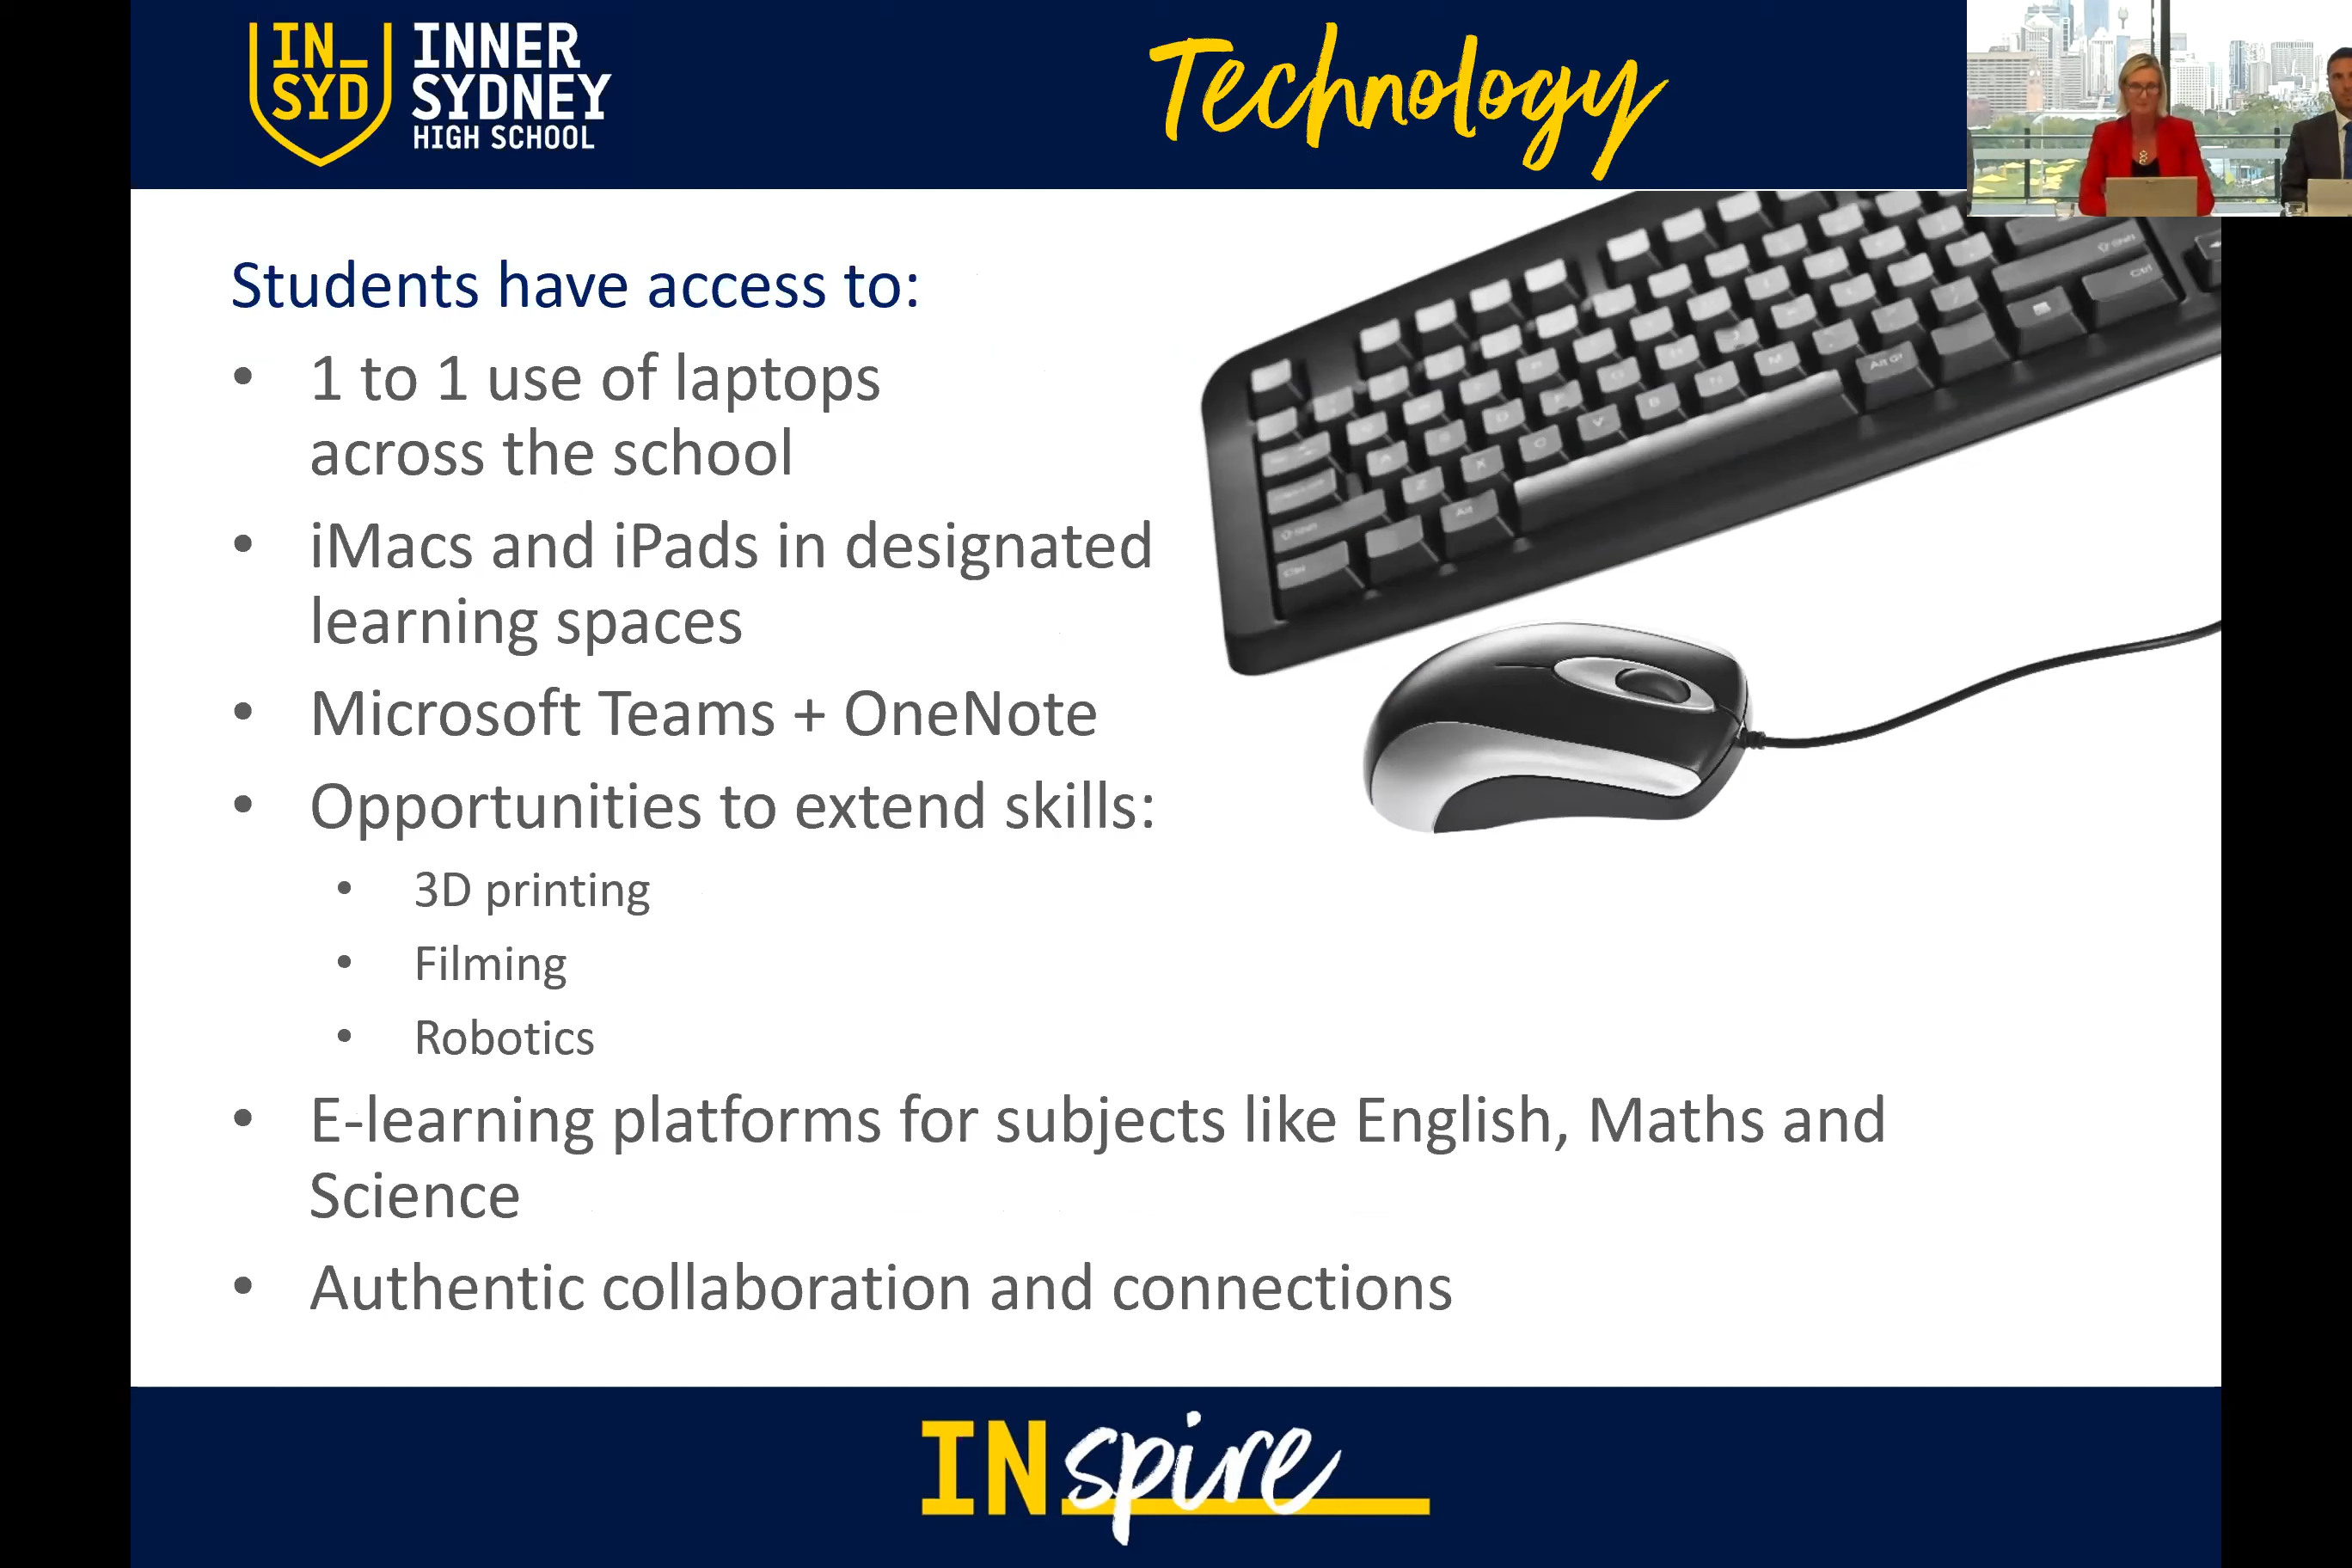 IN_
SYD
INNER
SYDNEY
HIGH SCHOOL
Technology
Students have access to:
• 1 to 1 use of laptops
across the school
• iMacs and iPads in designated
learning spaces
• Microsoft Teams + OneNote
• Opportunities to extend skills:
• 3D printing
• Filming
• Robotics
• E-learning platforms for subjects like English, Maths and
Science
• Authentic collaboration and connections
INspire